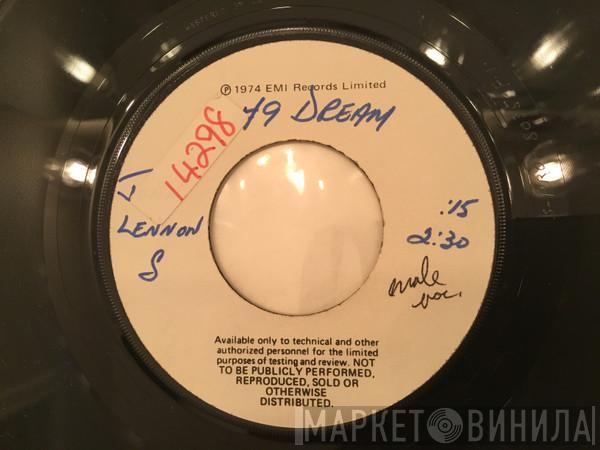 ℗ 1974 EMI Records Limited
#9 DREAM
14298
LENNON
S
:15
2:30
male
voc.
Available only to technical and other
authorized personnel for the limited
purposes of testing and review. NOT
TO BE PUBLICLY PERFORMED,
REPRODUCED, SOLD OR
OTHERWISE
DISTRIBUTED.
МАРКЕТ ВИНИЛА